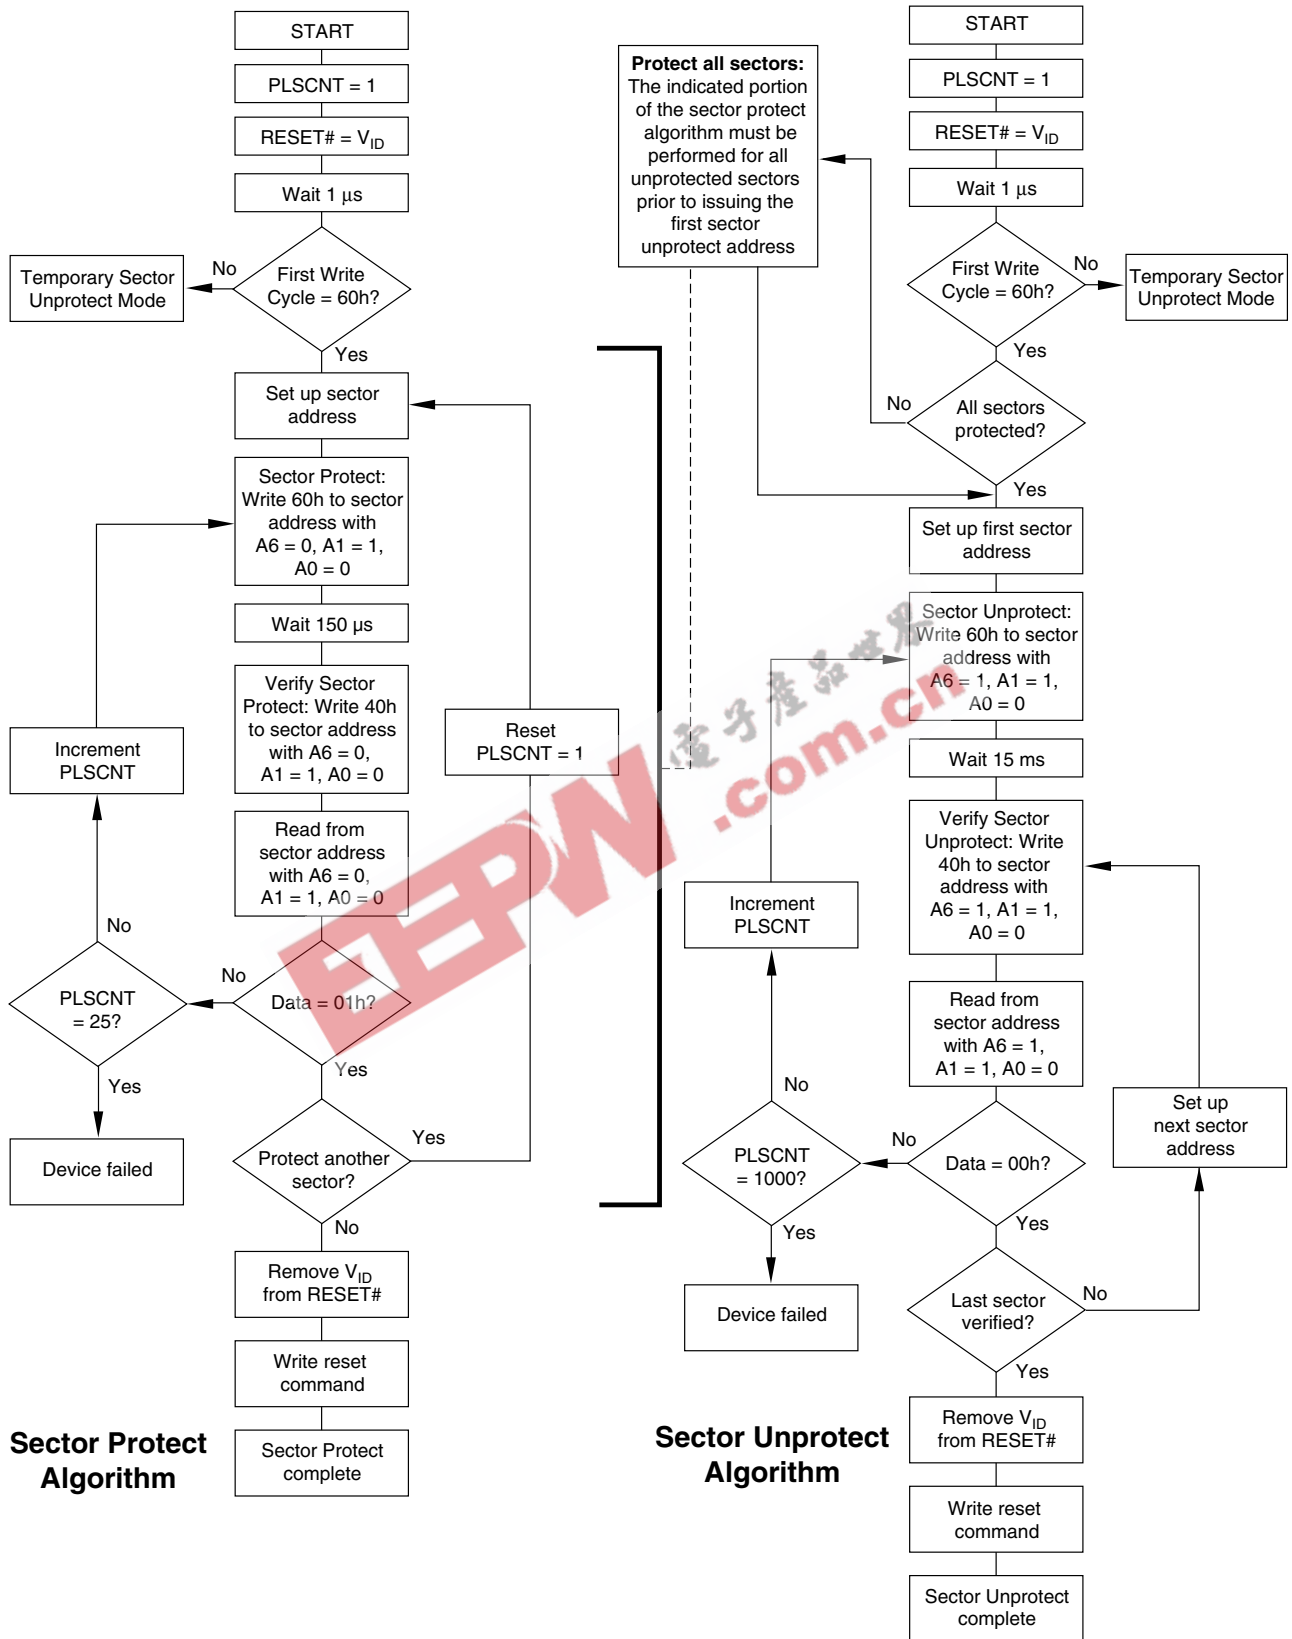 START
PLSCNT = 1
RESET# = VID
Wait 1 µs
First Write
Cycle = 60h?
No
Temporary Sector
Unprotect Mode
Yes
Set up sector
address
Sector Protect:
Write 60h to sector
address with
A6 = 0, A1 = 1,
A0 = 0
Wait 150 µs
Verify Sector
Protect: Write 40h
to sector address
with A6 = 0,
A1 = 1, A0 = 0
Reset
PLSCNT = 1
Increment
PLSCNT
Read from
sector address
with A6 = 0,
A1 = 1, A0 = 0
No
No
PLSCNT
= 25?
Data = 01h?
Yes
Yes
Device failed
Protect another
sector?
Yes
No
Remove VID
from RESET#
Write reset
command
Sector Protect
complete
Sector Protect
Algorithm
Protect all sectors:
The indicated portion
of the sector protect
algorithm must be
performed for all
unprotected sectors
prior to issuing the
first sector
unprotect address
START
PLSCNT = 1
RESET# = VID
Wait 1 µs
First Write
Cycle = 60h?
No
Temporary Sector
Unprotect Mode
Yes
No
All sectors
protected?
Yes
Set up first sector
address
Sector Unprotect:
Write 60h to sector
address with
A6 = 1, A1 = 1,
A0 = 0
Wait 15 ms
Verify Sector
Unprotect: Write
40h to sector
address with
A6 = 1, A1 = 1,
A0 = 0
Increment
PLSCNT
Read from
sector address
with A6 = 1,
A1 = 1, A0 = 0
No
No
PLSCNT
= 1000?
Data = 00h?
Set up
next sector
address
Yes
Yes
Device failed
Last sector
verified?
No
Yes
Remove VID
from RESET#
Write reset
command
Sector Unprotect
complete
Sector Unprotect
Algorithm
EEPW
.com.cn
電子產品世界